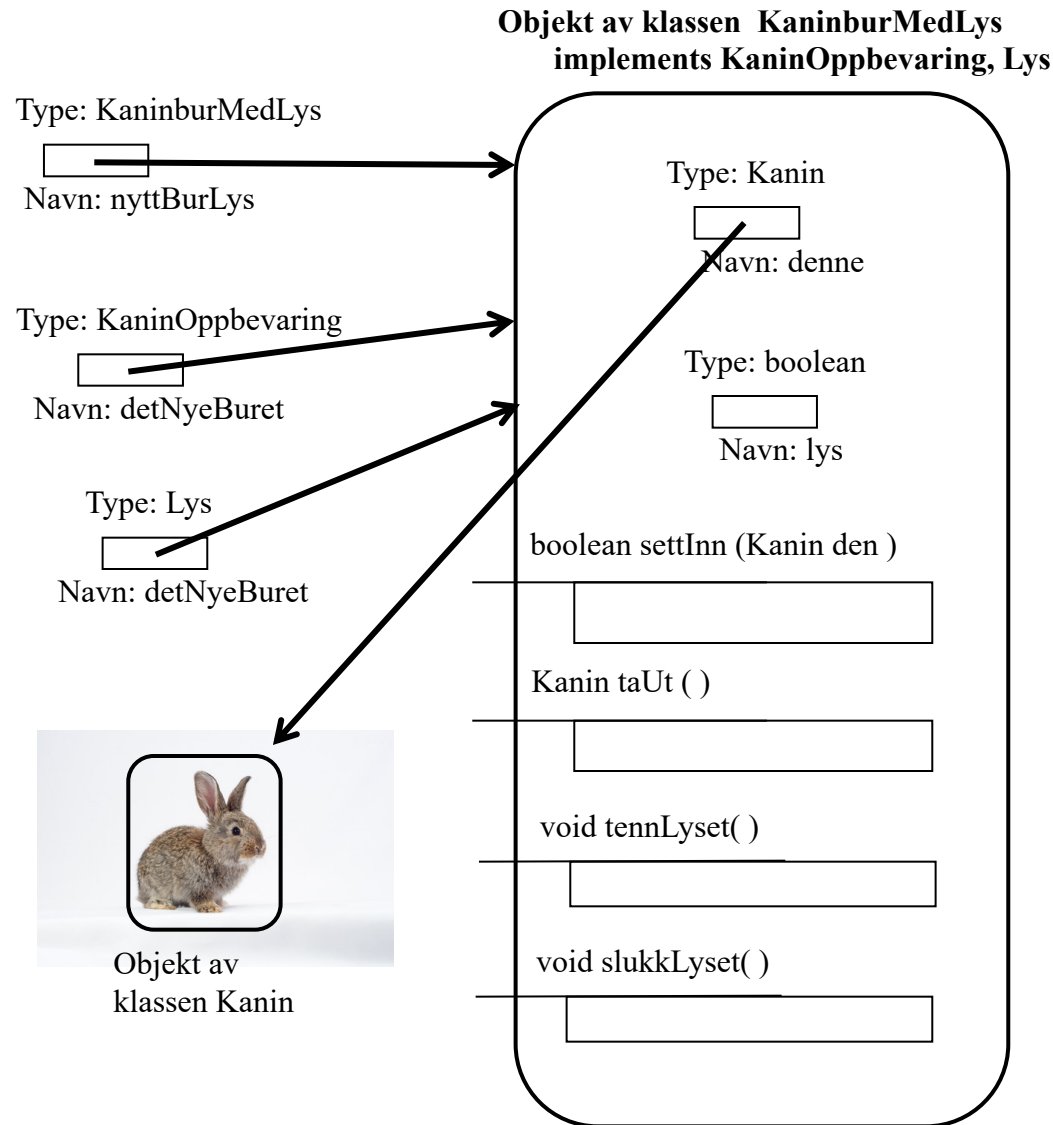 Objekt av klassen KaninburMedLys
implements KaninOppbevaring, Lys
Type: KaninburMedLys
Navn: nyttBurLys
Type: KaninOppbevaring
Navn: detNyeBuret
Type: Lys
Navn: detNyeBuret
Type: Kanin
Navn: denne
Type: boolean
Navn: lys
boolean settInn (Kanin den )
Kanin taUt ( )
void tennLyset( )
void slukkLyset( )
Objekt av
klassen Kanin